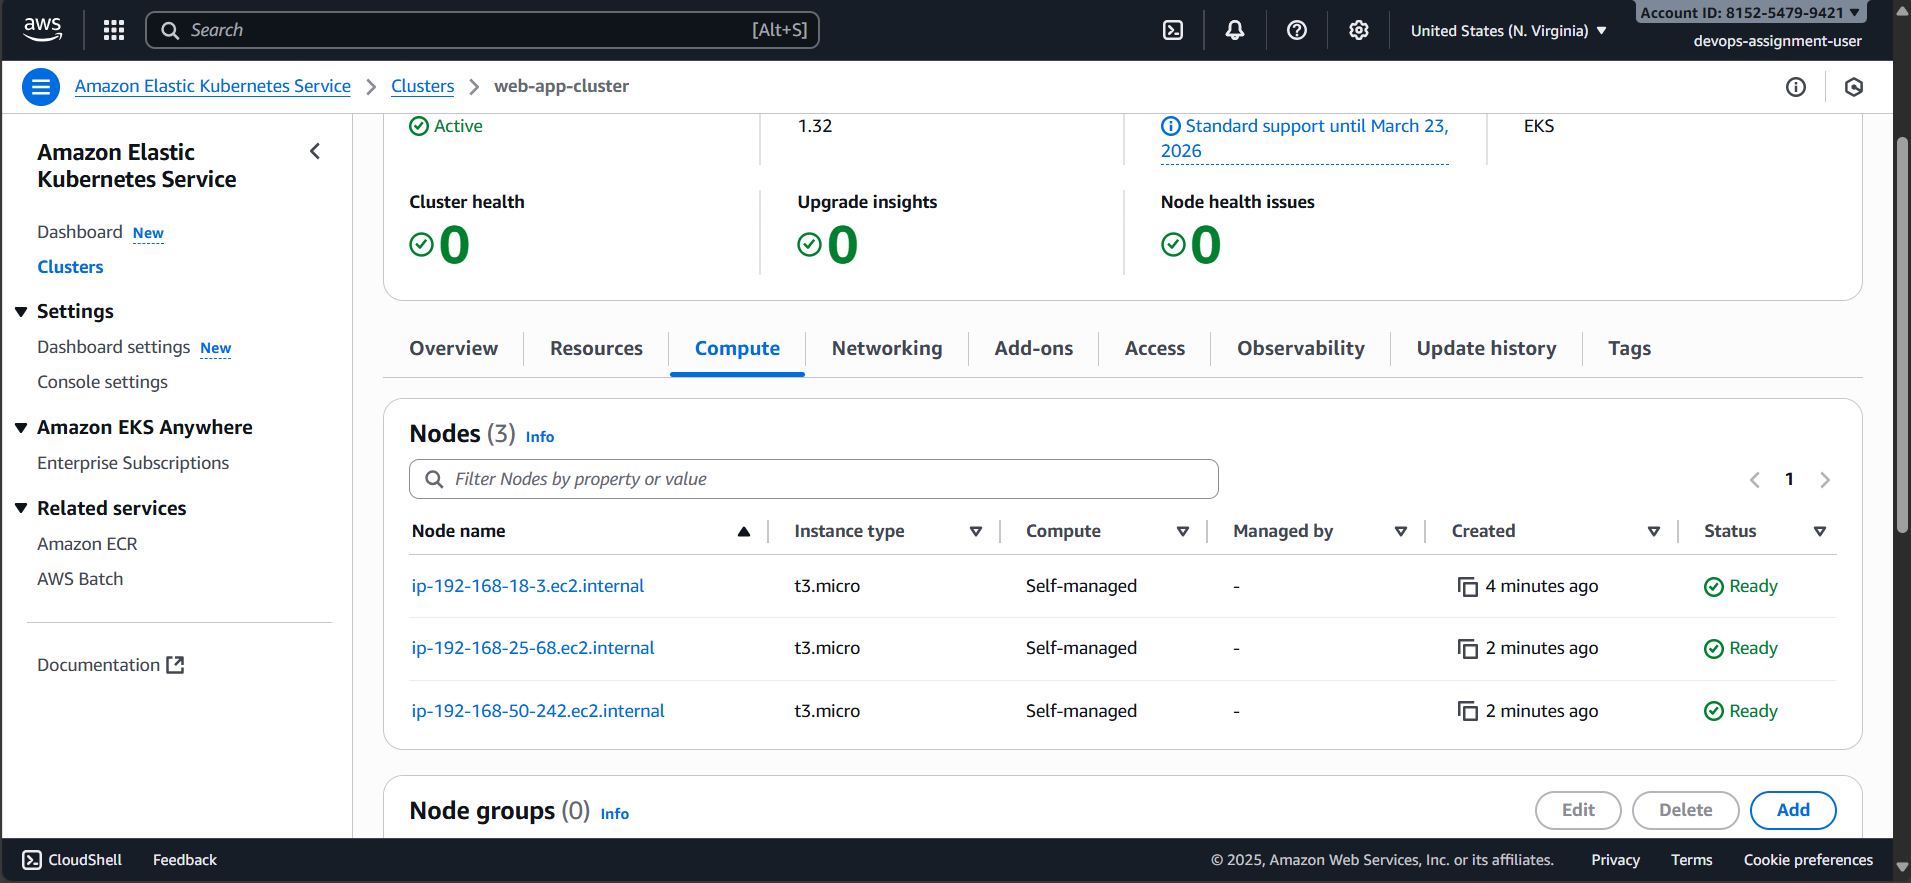 aws
Search
[Alt+S]
United States (N. Virginia)
Account ID: 8152-5479-9421
devops-assignment-user
Amazon Elastic Kubernetes Service
Clusters
web-app-cluster
Amazon Elastic
Kubernetes Service
Dashboard New
Clusters
Settings
Dashboard settings New
Console settings
Amazon EKS Anywhere
Enterprise Subscriptions
Related services
Amazon ECR
AWS Batch
Documentation
Active
1.32
Standard support until March 23,
2026
EKS
Cluster health
0
Upgrade insights
0
Node health issues
0
Overview
Resources
Compute
Networking
Add-ons
Access
Observability
Update history
Tags
Nodes (3) Info
Filter Nodes by property or value
1
Node name Instance type Compute Managed by Created Status
ip-192-168-18-3.ec2.internal t3.micro Self-managed - 4 minutes ago Ready
ip-192-168-25-68.ec2.internal t3.micro Self-managed - 2 minutes ago Ready
ip-192-168-50-242.ec2.internal t3.micro Self-managed - 2 minutes ago Ready
Node groups (0) Info
Edit
Delete
Add
CloudShell
Feedback
© 2025, Amazon Web Services, Inc. or its affiliates.
Privacy
Terms
Cookie preferences